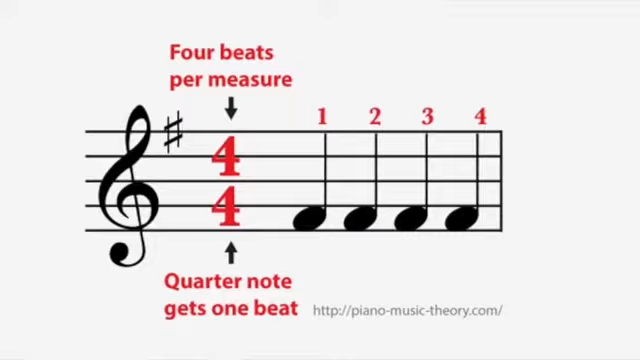 Four beats
per measure
1 2 3 4
4
4
Quarter note
gets one beat
http://piano-music-theory.com/